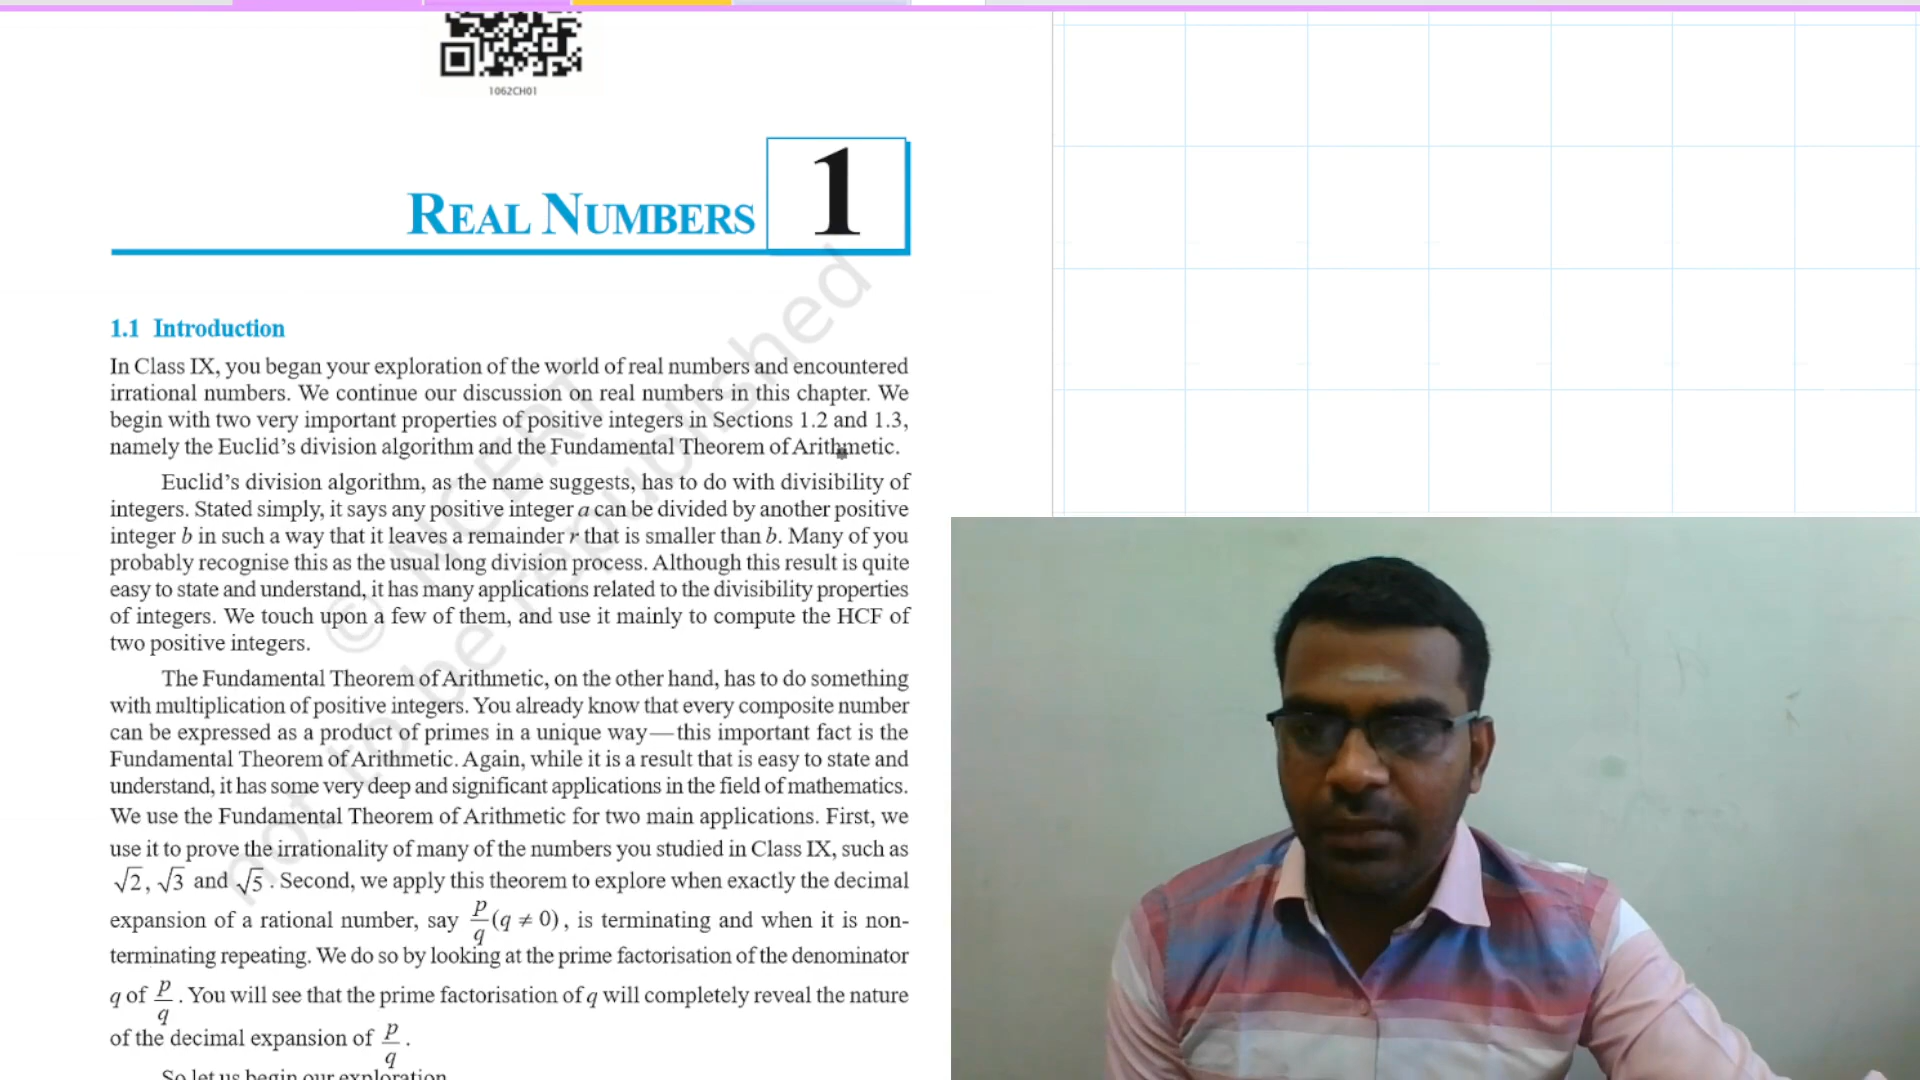 1062CH01
REAL NUMBERS
1
1.1 Introduction
In Class IX, you began your exploration of the world of real numbers and encountered
irrational numbers. We continue our discussion on real numbers in this chapter. We
begin with two very important properties of positive integers in Sections 1.2 and 1.3,
namely the Euclid’s division algorithm and the Fundamental Theorem of Arithmetic.
Euclid’s division algorithm, as the name suggests, has to do with divisibility of
integers. Stated simply, it says any positive integer a can be divided by another positive
integer b in such a way that it leaves a remainder r that is smaller than b. Many of you
probably recognise this as the usual long division process. Although this result is quite
easy to state and understand, it has many applications related to the divisibility properties
of integers. We touch upon a few of them, and use it mainly to compute the HCF of
two positive integers.
The Fundamental Theorem of Arithmetic, on the other hand, has to do something
with multiplication of positive integers. You already know that every composite number
can be expressed as a product of primes in a unique way—this important fact is the
Fundamental Theorem of Arithmetic. Again, while it is a result that is easy to state and
understand, it has some very deep and significant applications in the field of mathematics.
We use the Fundamental Theorem of Arithmetic for two main applications. First, we
use it to prove the irrationality of many of the numbers you studied in Class IX, such as
√2, √3 and √5. Second, we apply this theorem to explore when exactly the decimal
expansion of a rational number, say p/q (q ≠ 0), is terminating and when it is non-
terminating repeating. We do so by looking at the prime factorisation of the denominator
q of p/q. You will see that the prime factorisation of q will completely reveal the nature
of the decimal expansion of p/q.
So let us begin our exploration.
© NCERT
not to be republished